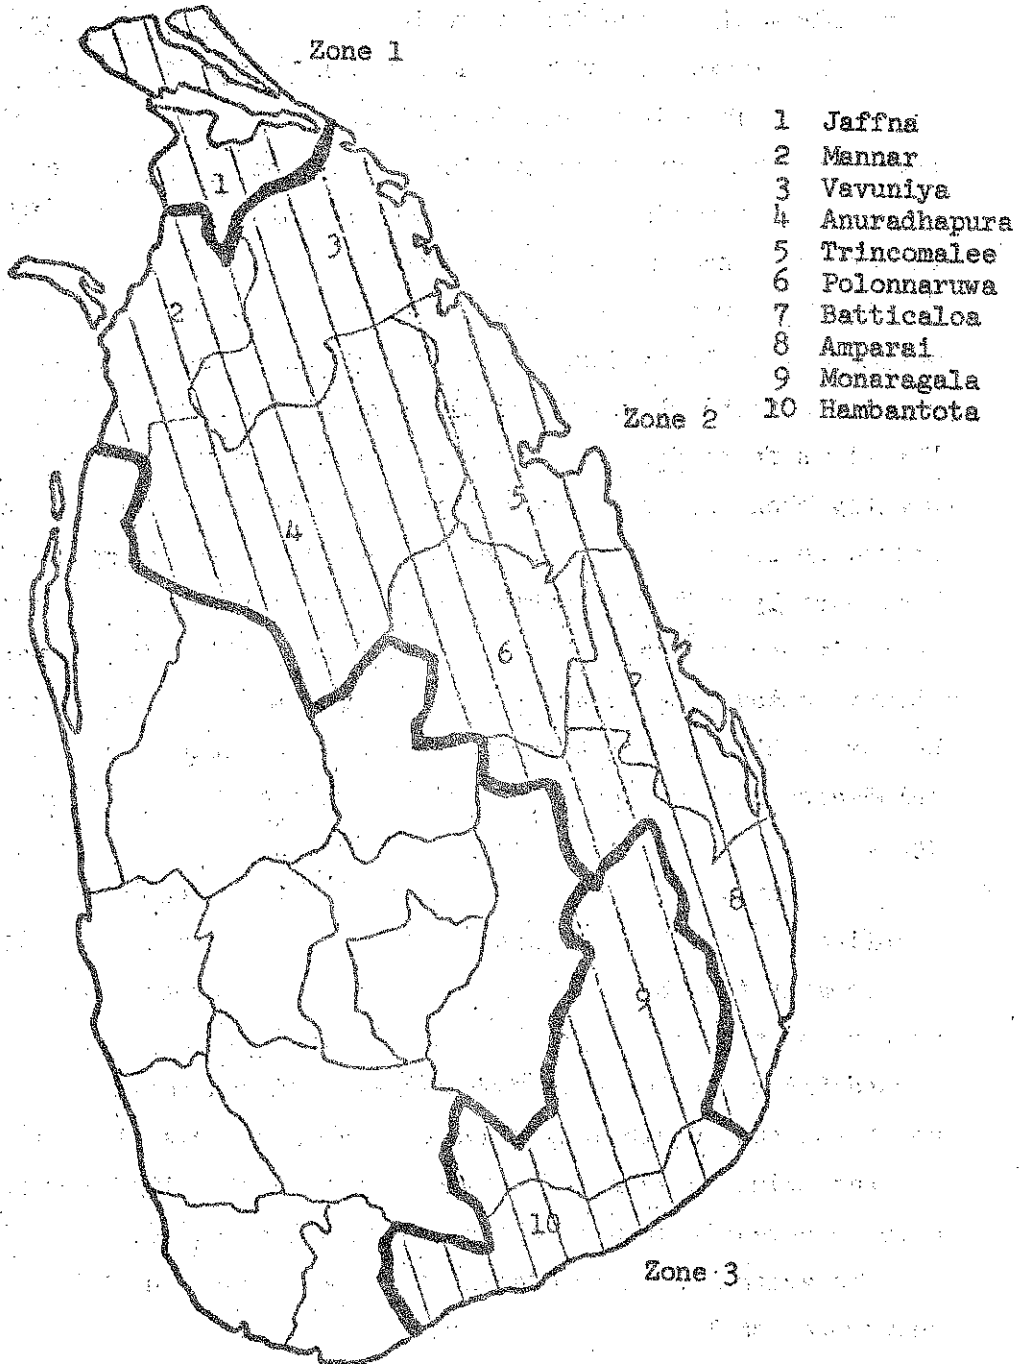 Zone 1
1 Jaffna
2 Mannar
3 Vavuniya
4 Anuradhapura
5 Trincomalee
6 Polonnaruwa
7 Batticaloa
8 Amparai
9 Monaragala
10 Hambantota
Zone 2
1
3
2
5
4
6
7
8
9
10
Zone 3